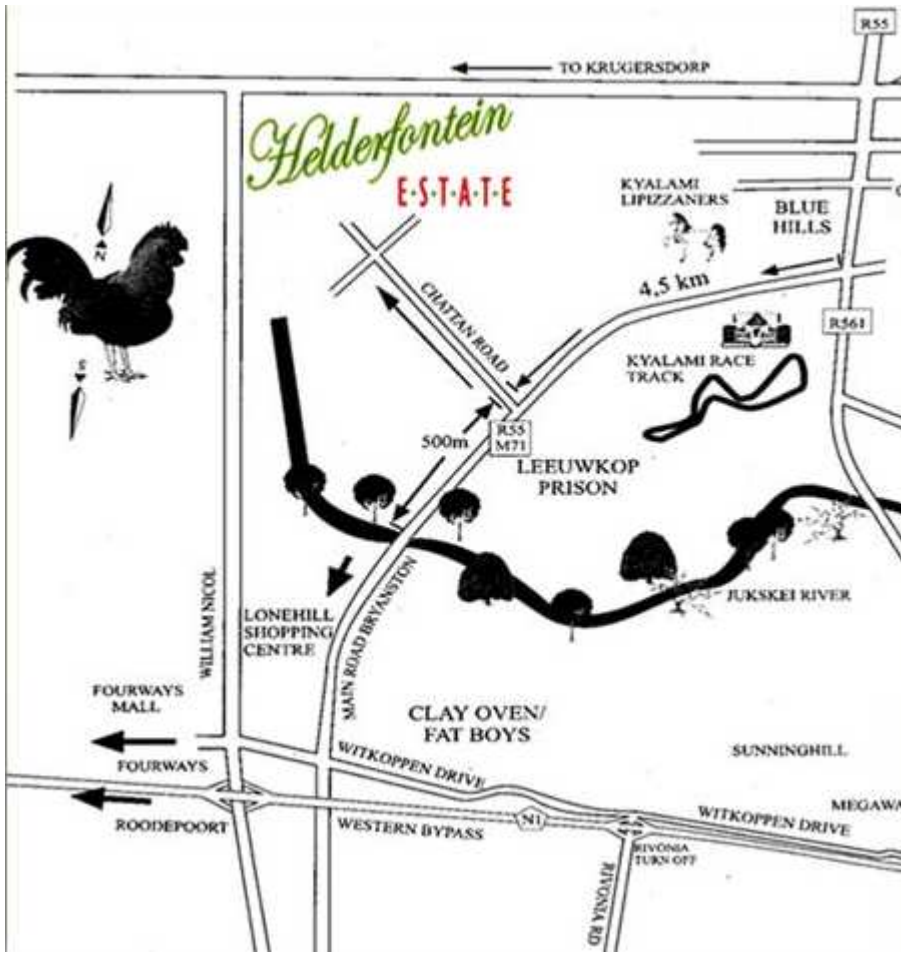 R55
TO KRUGERSDORP
Helderfontein
E·S·T·A·T·E
KYALAMI
LIPIZZANERS
BLUE
HILLS
N
4,5 km
CHATTAN ROAD
R561
KYALAMI RACE
TRACK
S
R55
M71
500m
LEEUWKOP
PRISON
JUKSKEI RIVER
WILLIAM NICOL
LONEHILL
SHOPPING
CENTRE
MAIN ROAD BRYANSTON
FOURWAYS
MALL
CLAY OVEN/
FAT BOYS
SUNNINGHILL
FOURWAYS
WITKOPPEN DRIVE
MEGAWA
WITKOPPEN DRIVE
ROODEPOORT
WESTERN BYPASS
N1
RIVONIA
TURN OFF
RIVONIA RD